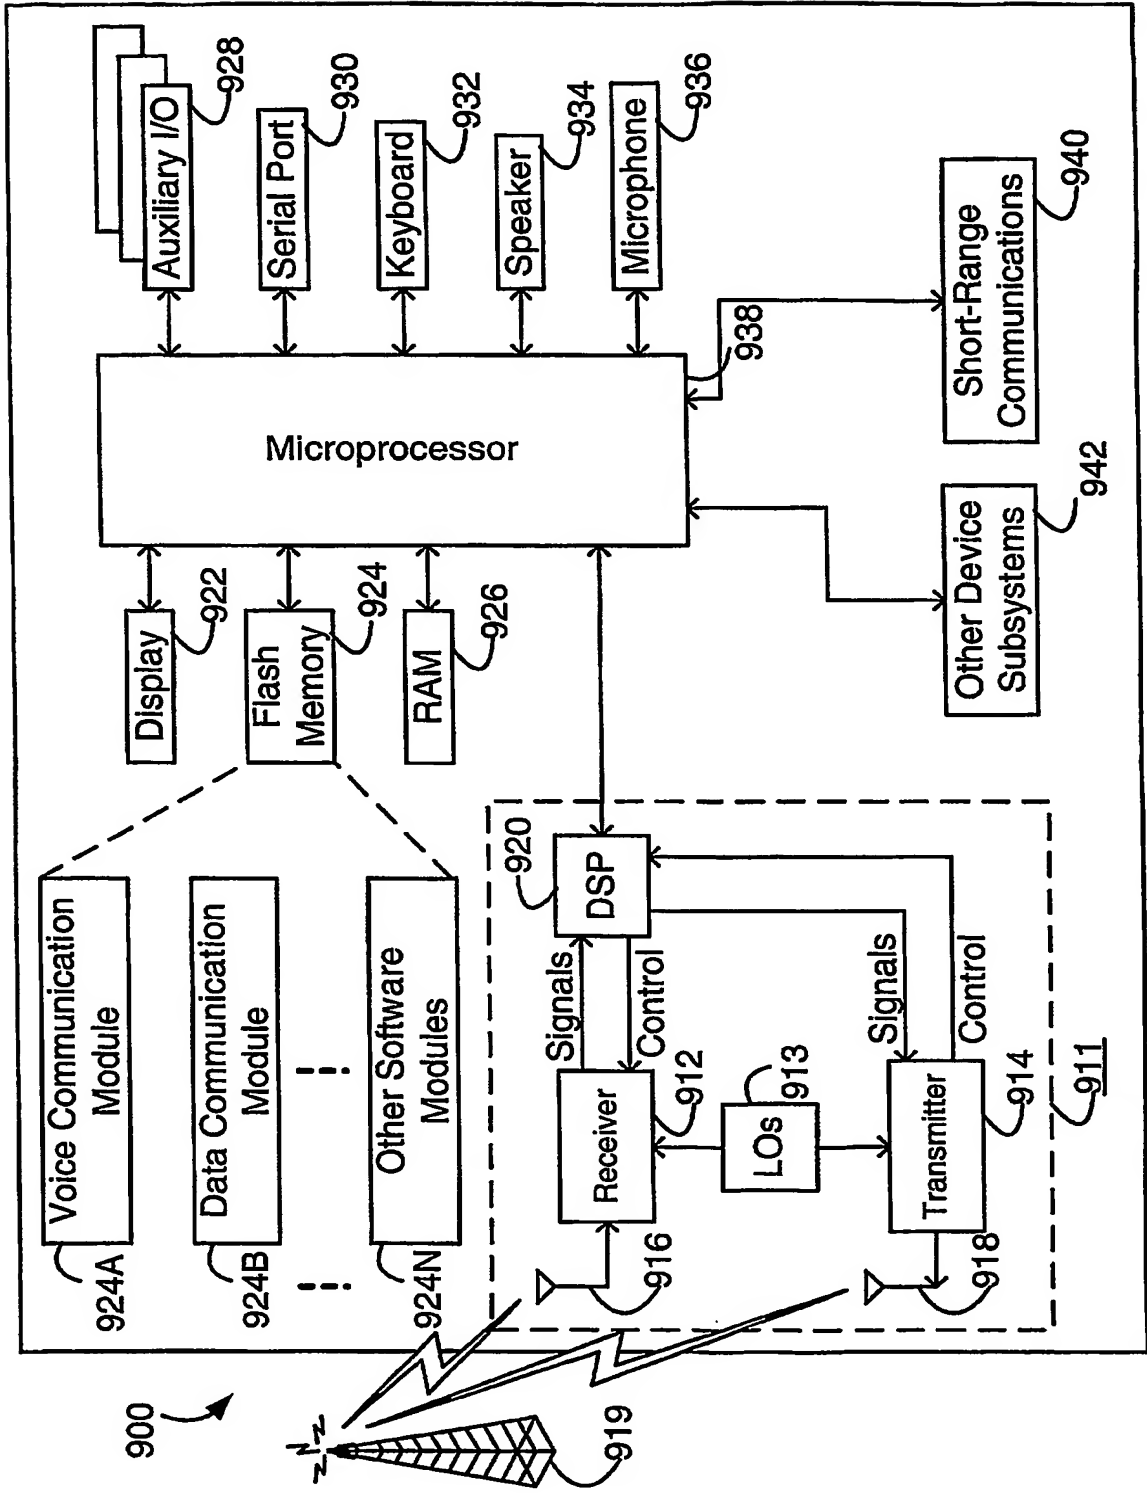 900
919
Voice Communication
Module
924A
Data Communication
Module
924B
Other Software
Modules
924N
Display
922
Flash
Memory
924
RAM
926
Microprocessor
938
Auxiliary I/O
928
Serial Port
930
Keyboard
932
Speaker
934
Microphone
936
Short-Range
Communications
940
Other Device
Subsystems
942
DSP
920
Signals
Control
Receiver
912
916
LOs
913
Signals
Control
Transmitter
914
918
911